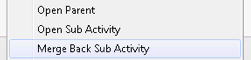 Open Parent
Open Sub Activity
Merge Back Sub Activity